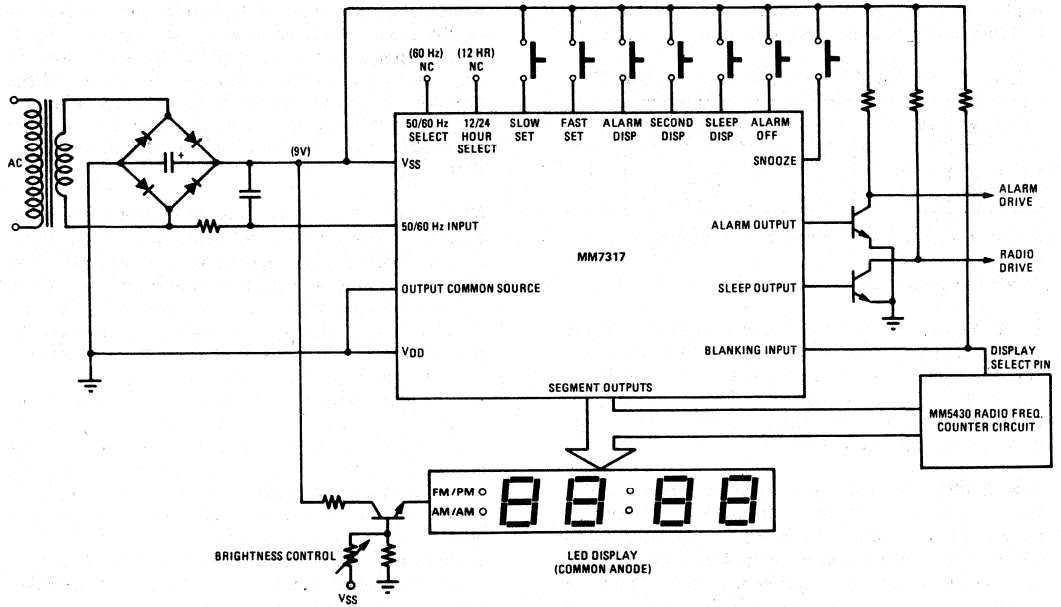 (60 Hz)
NC
(12 HR)
NC
50/60 Hz
SELECT
12/24
HOUR
SELECT
SLOW
SET
FAST
SET
ALARM
DISP
SECOND
DISP
SLEEP
DISP
ALARM
OFF
AC
+
(9V)
VSS
SNOOZE
ALARM
DRIVE
50/60 Hz INPUT
ALARM OUTPUT
MM7317
RADIO
DRIVE
OUTPUT COMMON SOURCE
SLEEP OUTPUT
VDD
BLANKING INPUT
DISPLAY
SELECT PIN
SEGMENT OUTPUTS
MM5430 RADIO FREQ.
COUNTER CIRCUIT
FM/PM
AM/AM
88:88
BRIGHTNESS CONTROL
VSS
LED DISPLAY
(COMMON ANODE)